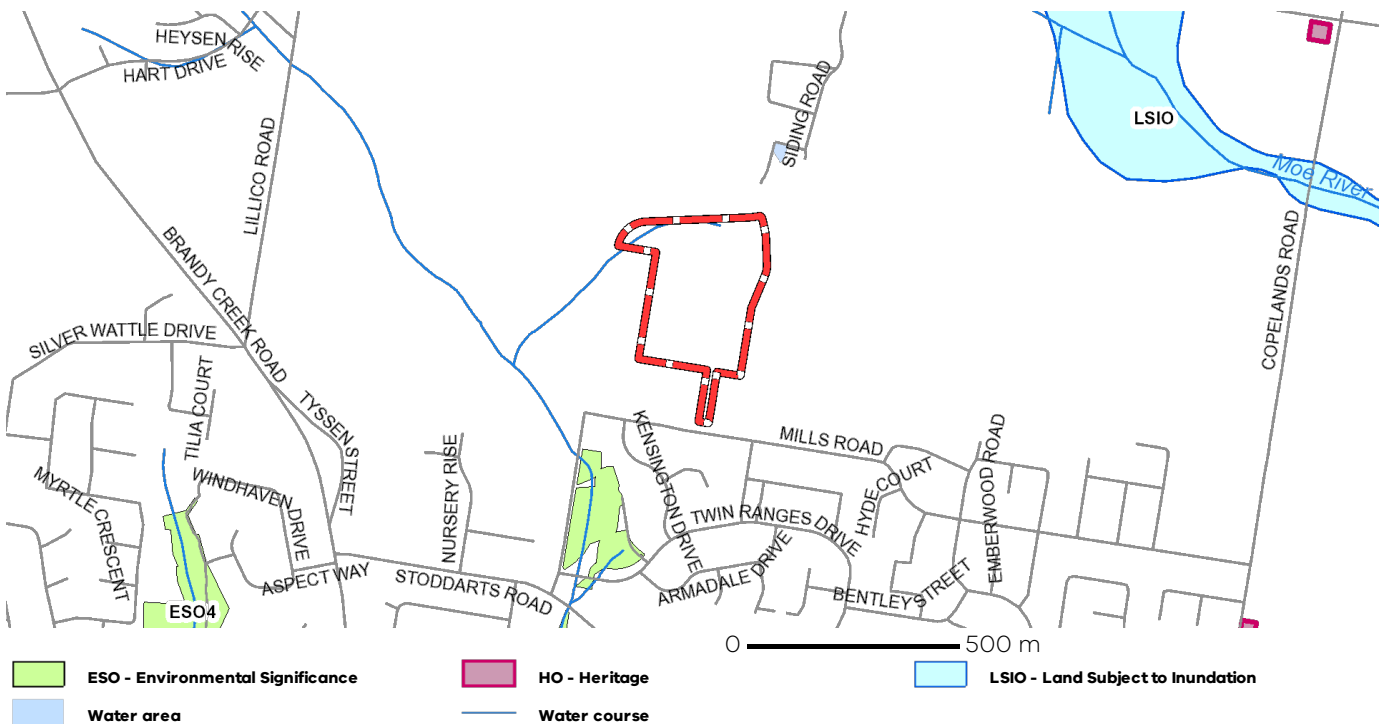 HEYSEN RISE
HART DRIVE
LILLICO ROAD
SIDING ROAD
LSIO
Moe River
BRANDY CREEK ROAD
COPELANDS ROAD
SILVER WATTLE DRIVE
TILIA COURT
TYSSEN STREET
KENSINGTON DRIVE
MILLS ROAD
HYDE COURT
EMBERWOOD ROAD
MYRTLE CRESCENT
WINDHAVEN DRIVE
NURSERY RISE
TWIN RANGES DRIVE
ASPECT WAY
STODDARTS ROAD
ARMADALE DRIVE
BENTLEY STREET
ESO4
0 500 m
ESO - Environmental Significance
HO - Heritage
LSIO - Land Subject to Inundation
Water area
Water course